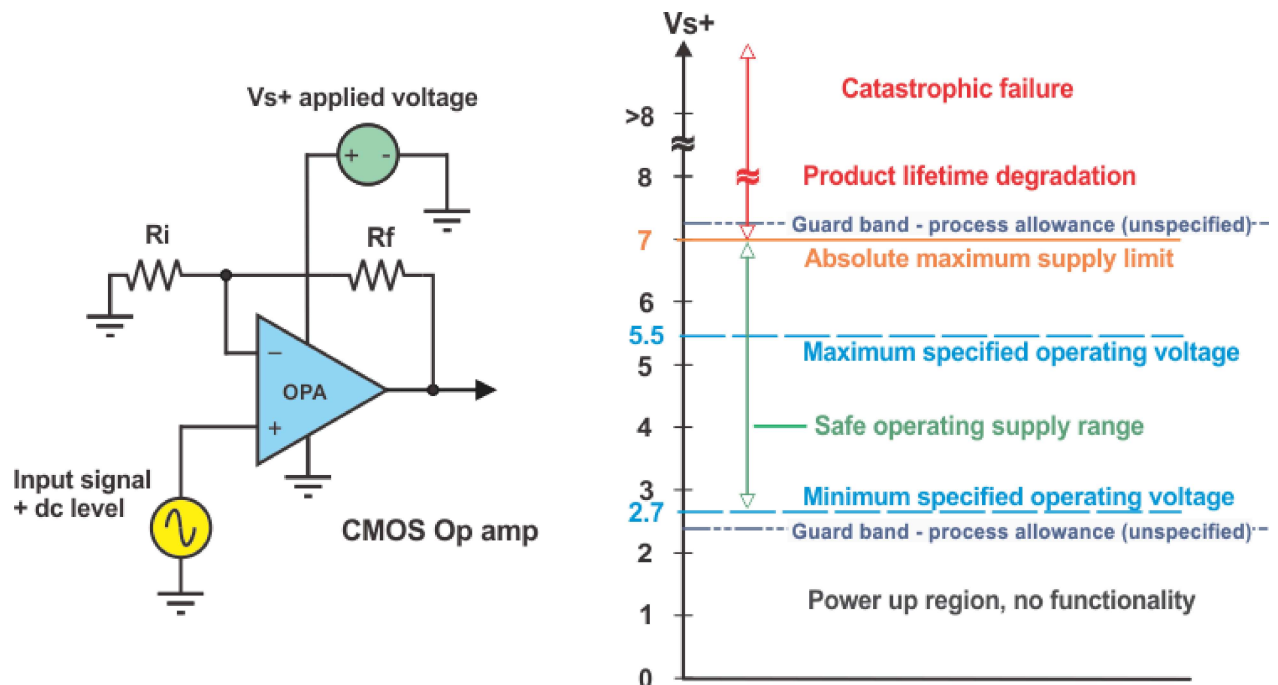 Vs+ applied voltage
+ -
Ri
Rf
−
OPA
+
Input signal
+ dc level
CMOS Op amp
Vs+
>8
Catastrophic failure
8
Product lifetime degradation
Guard band - process allowance (unspecified)
7
Absolute maximum supply limit
6
5.5
Maximum specified operating voltage
5
4
Safe operating supply range
3
Minimum specified operating voltage
2.7
Guard band - process allowance (unspecified)
2
Power up region, no functionality
1
0